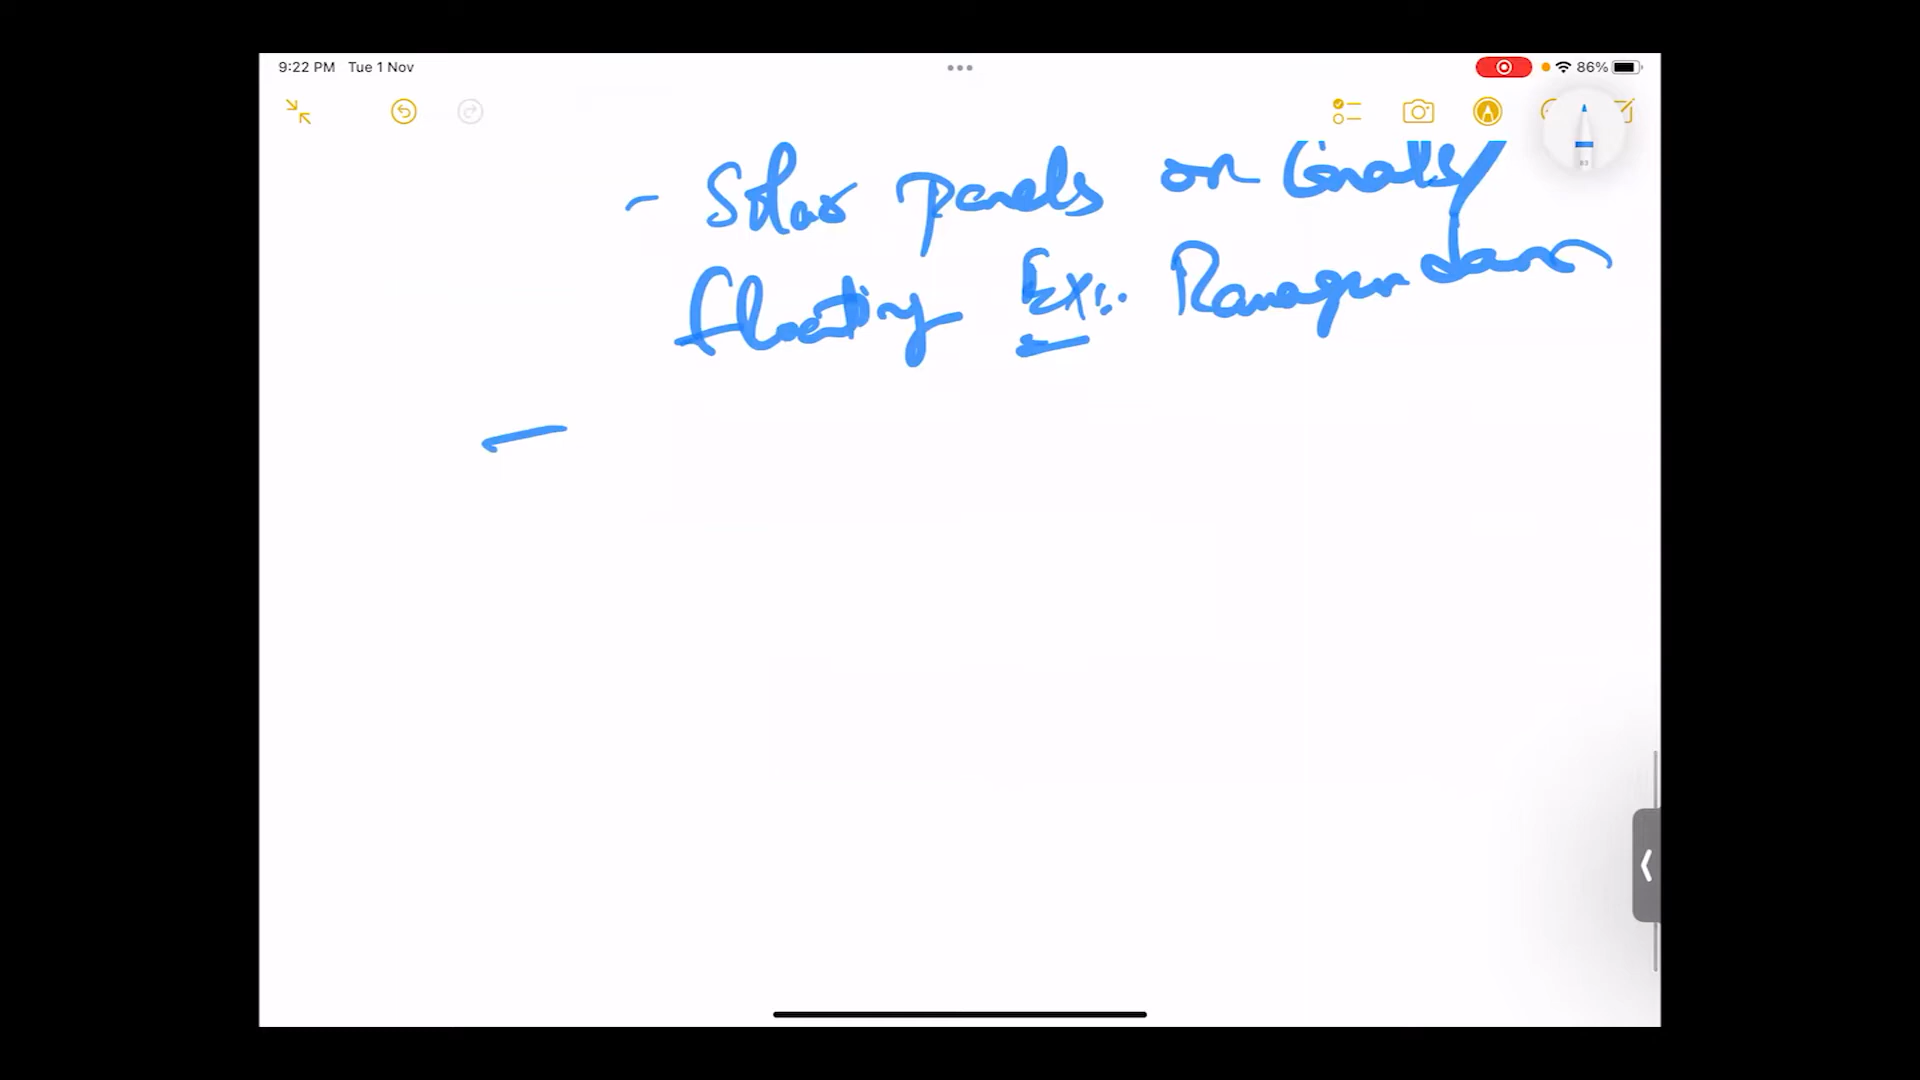 9:22 PM Tue 1 Nov
86%
- Solar panels on Canals/
floating Ex:. Ramagundam
-